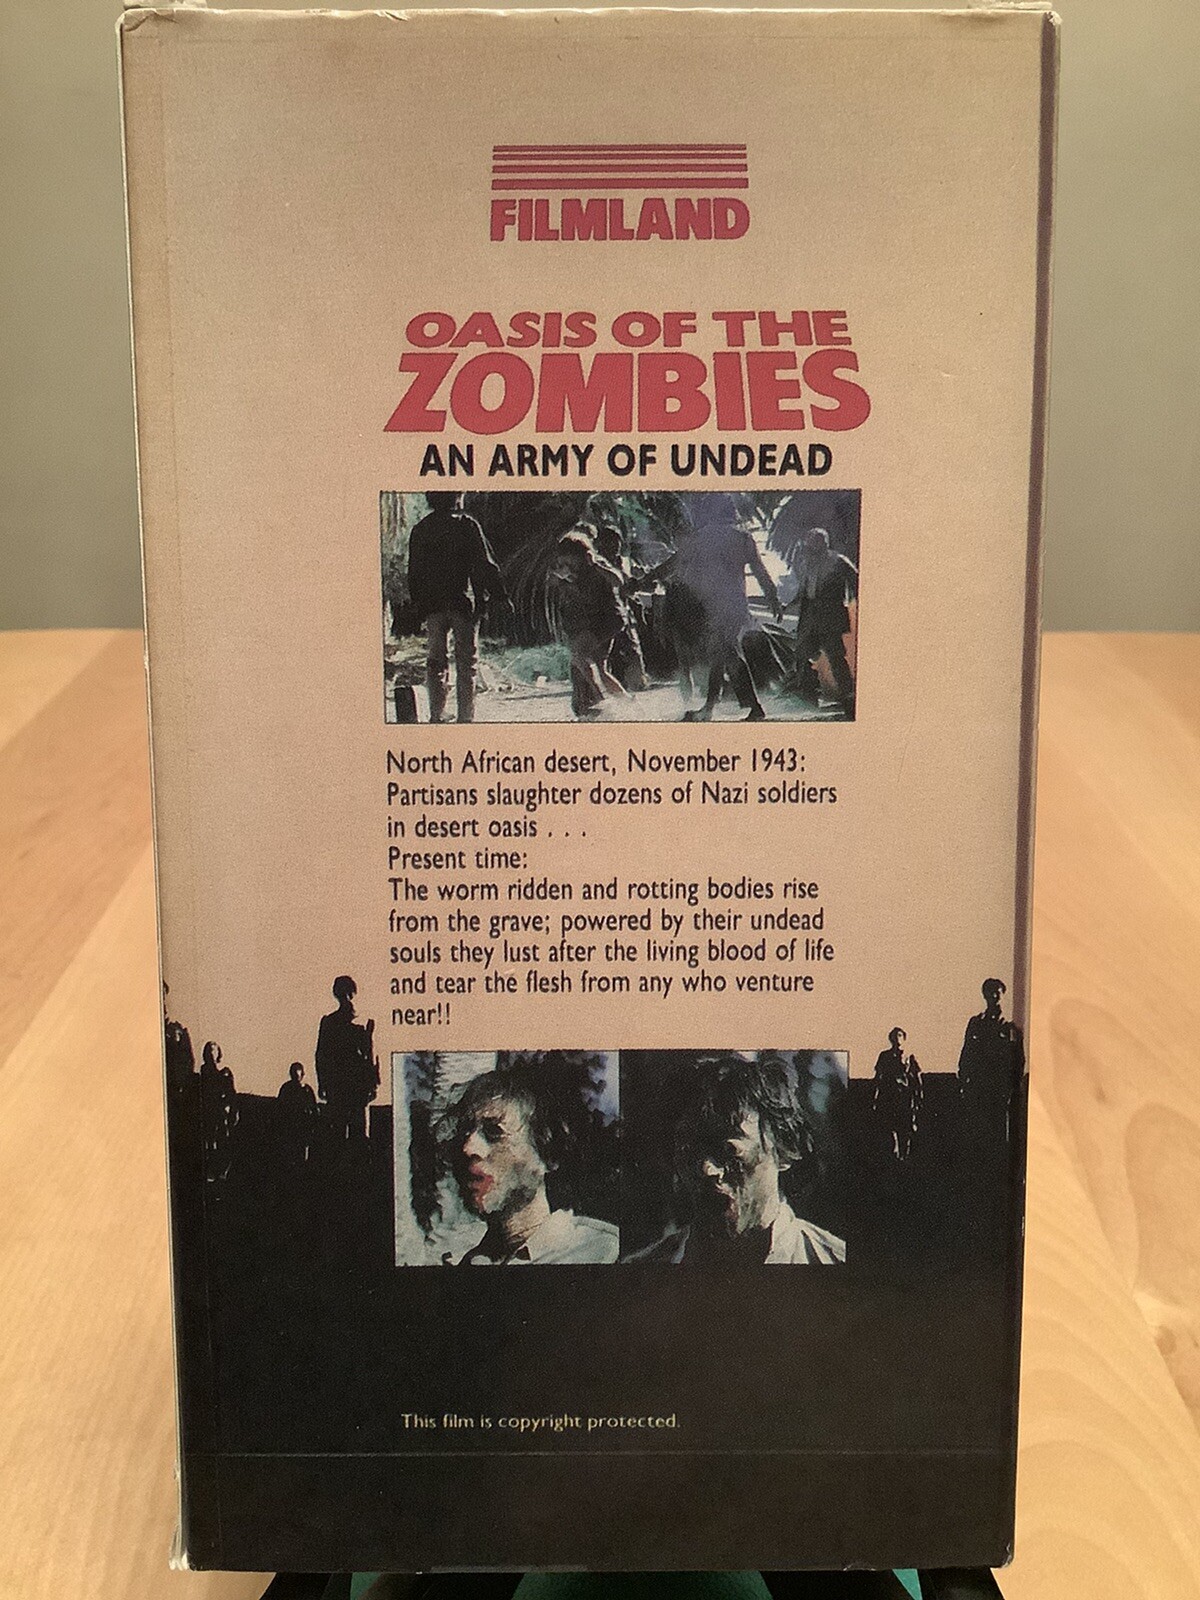 FILMLAND
OASIS OF THE
ZOMBIES
AN ARMY OF UNDEAD
North African desert, November 1943:
Partisans slaughter dozens of Nazi soldiers
in desert oasis . . .
Present time:
The worm ridden and rotting bodies rise
from the grave; powered by their undead
souls they lust after the living blood of life
and tear the flesh from any who venture
near!!
This film is copyright protected.